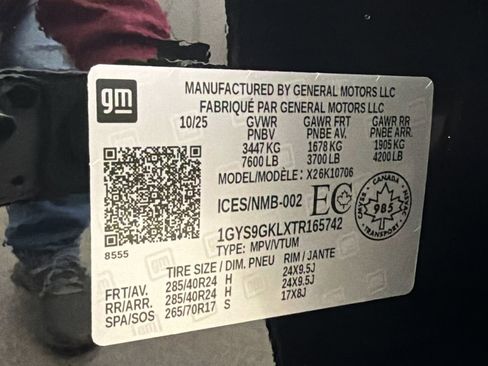 gm
MANUFACTURED BY GENERAL MOTORS LLC
FABRIQUÉ PAR GENERAL MOTORS LLC
10/25 GVWR GAWR FRT GAWR RR
PNBV PNBE AV. PNBE ARR.
3447 KG 1678 KG 1905 KG
7600 LB 3700 LB 4200 LB
MODEL/MODÈLE: X26K10706
ICES/NMB-002 EC
CANADA
985
TRANSPORT
1GYS9GKLXTR165742
TYPE: MPV/VTUM
8555
TIRE SIZE / DIM. PNEU RIM / JANTE
FRT/AV. 285/40R24 H 24X9.5J
RR/ARR. 285/40R24 H 24X9.5J
SPA/SOS 265/70R17 S 17X8J